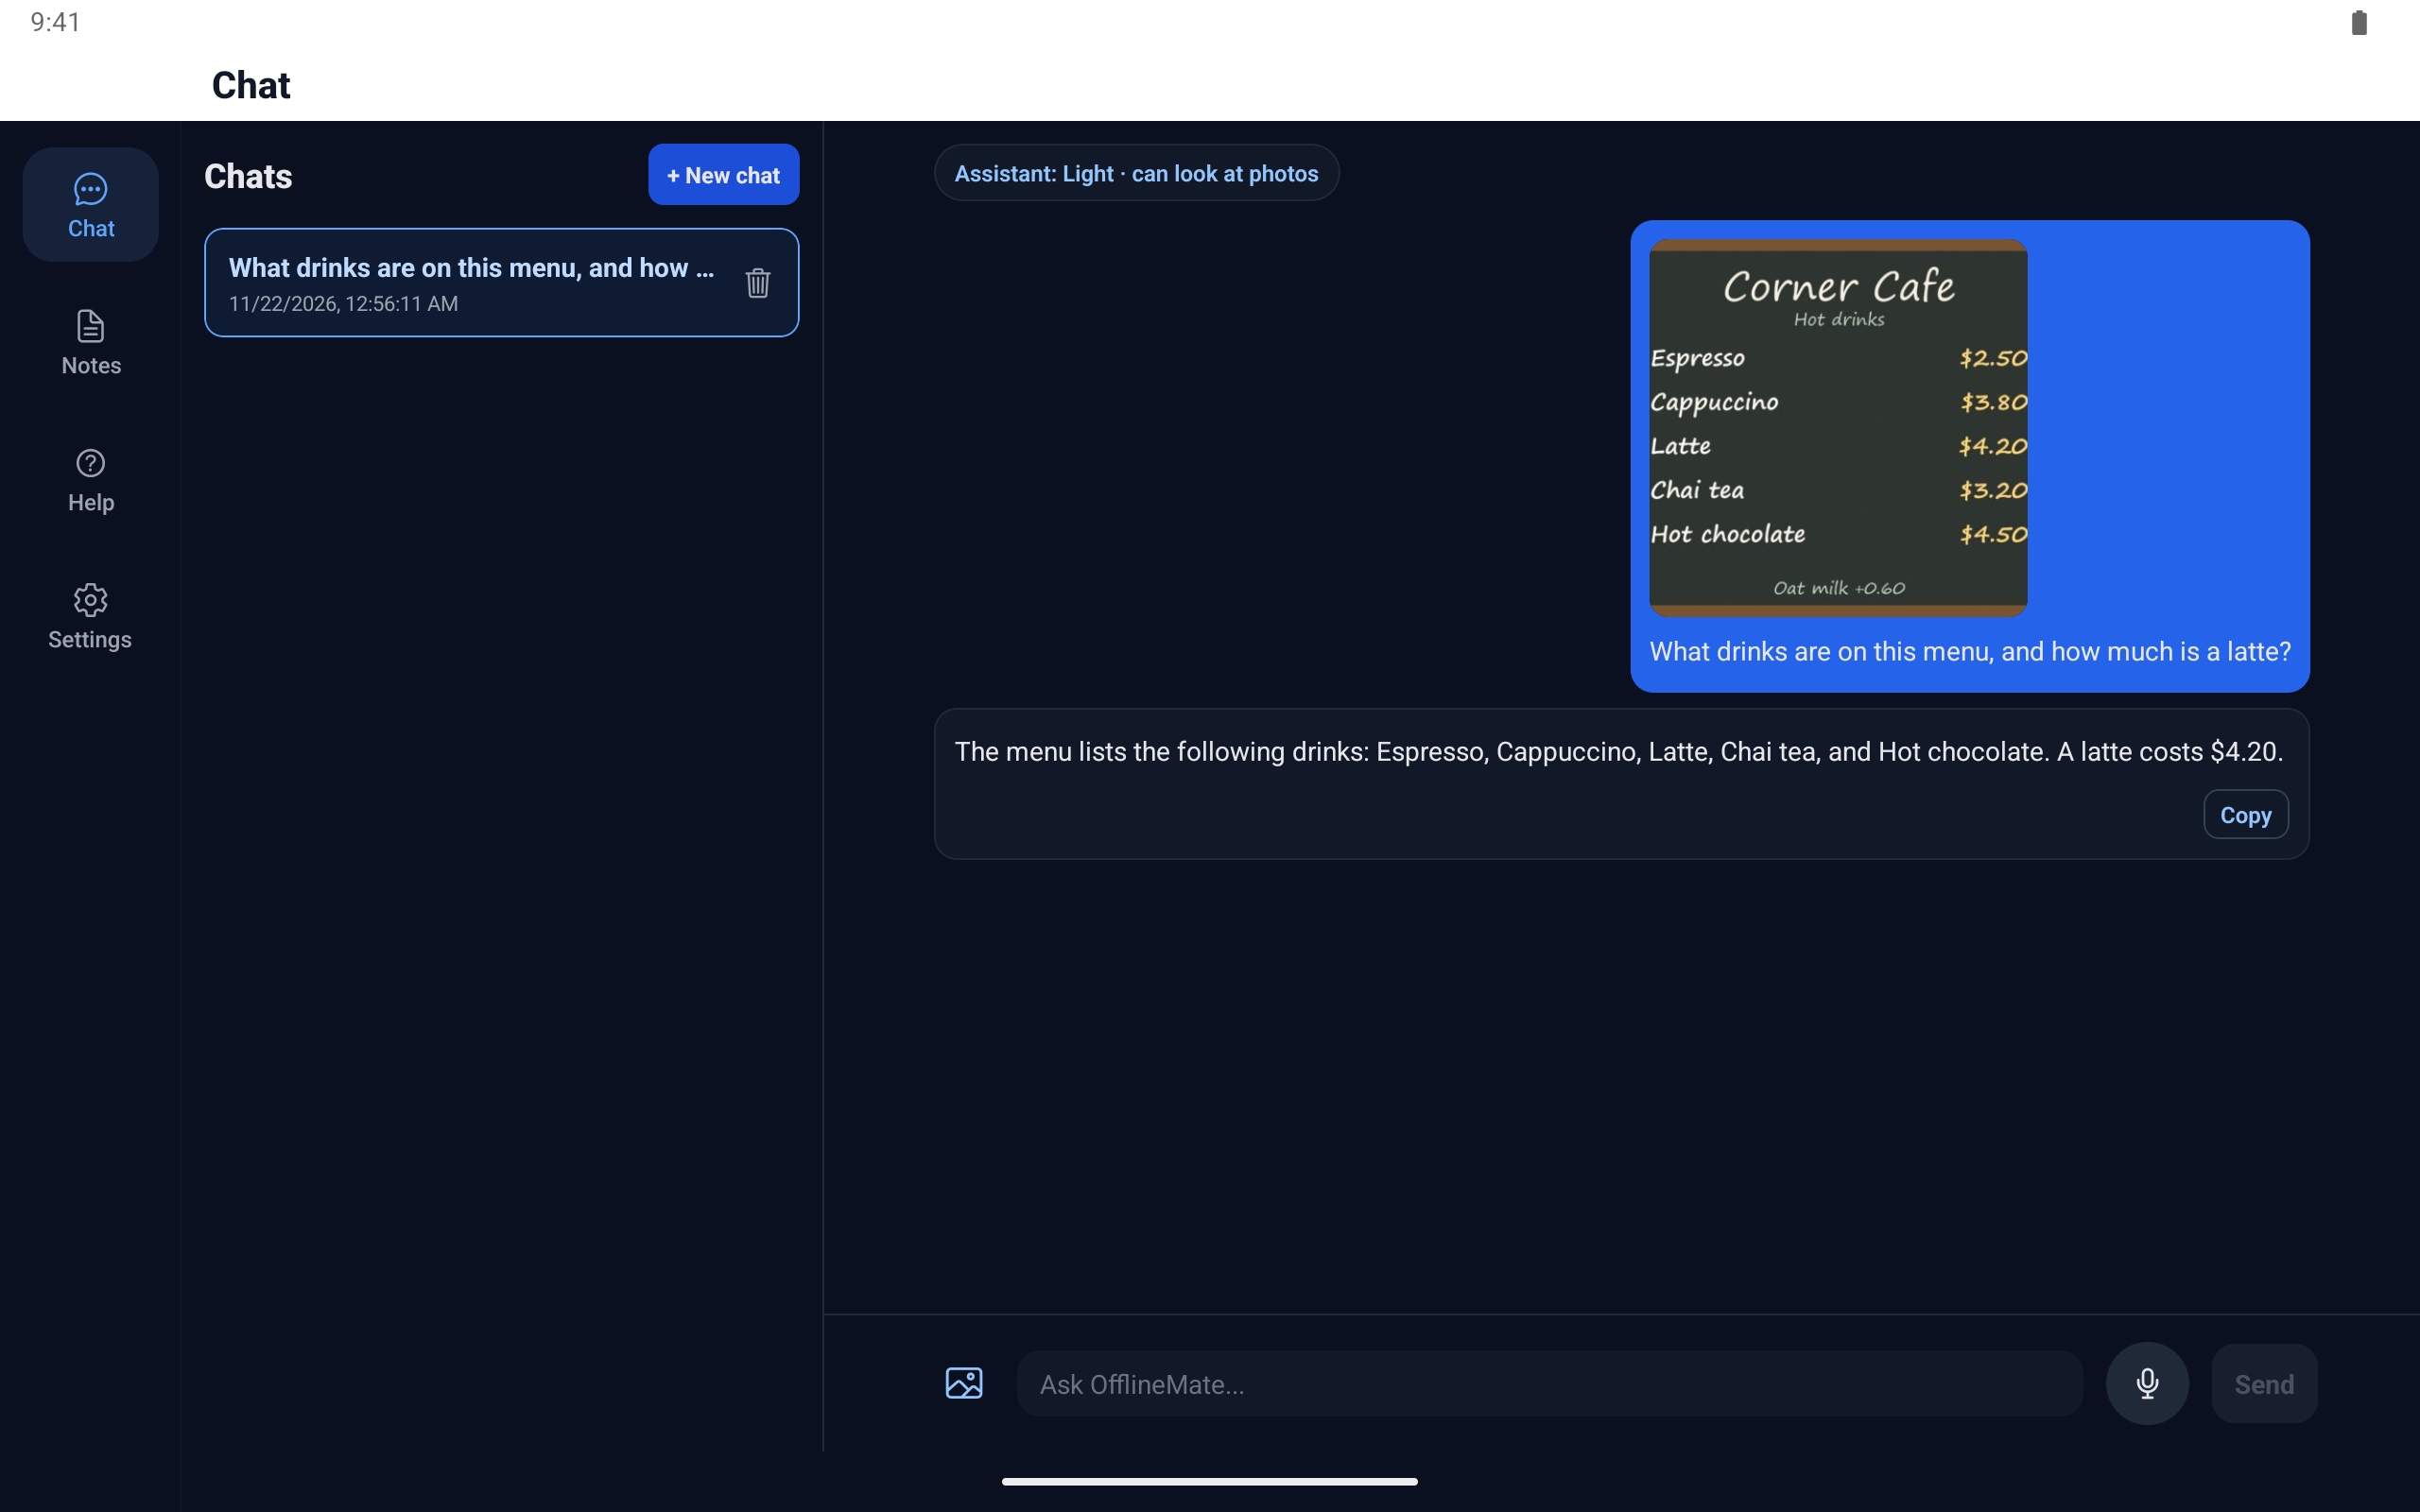 9:41
Chat
Chat
Notes
Help
Settings
Chats
+ New chat
What drinks are on this menu, and how ...
11/22/2026, 12:56:11 AM
Assistant: Light · can look at photos
Corner Cafe
Hot drinks
Espresso $2.50
Cappuccino $3.80
Latte $4.20
Chai tea $3.20
Hot chocolate $4.50
Oat milk +0.60
What drinks are on this menu, and how much is a latte?
The menu lists the following drinks: Espresso, Cappuccino, Latte, Chai tea, and Hot chocolate. A latte costs $4.20.
Copy
Ask OfflineMate...
Send